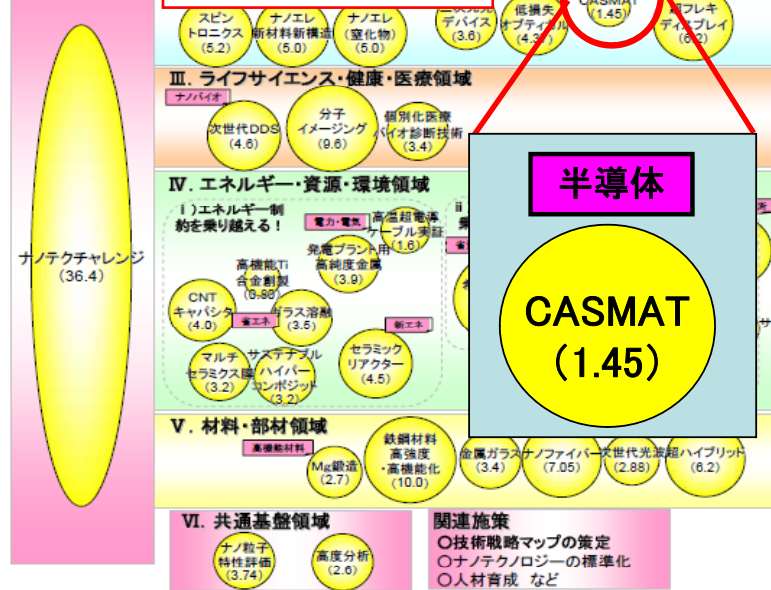 スピン
トロニクス
(5.2)
ナノエレ
新材料新構造
(5.0)
ナノエレ
(窒化物)
(5.0)
デバイス
(3.6)
低損失
オプティカル
CASMAT
(1.45)
超フレキ
ディスプレイ
(6.2)
ナノテクチャレンジ
(36.4)
Ⅲ. ライフサイエンス・健康・医療領域
ナノバイオ
次世代DDS
(4.6)
分子
イメージング
(9.6)
個別化医療
バイオ診断技術
(3.4)
Ⅳ. エネルギー・資源・環境領域
ⅰ)エネルギー制
約を乗り越える!
電力・電気
高温超電導
ケーブル実証
(1.6)
発電プラント用
高純度金属
(3.9)
高機能Ti
合金創製
CNT
キャパシタ
(4.0)
省エネ
ガラス溶融
(3.5)
新エネ
マルチ
セラミクス膜
(3.2)
サステナブル
ハイパー
コンポジット
(3.2)
セラミック
リアクター
(4.5)
半導体
CASMAT
(1.45)
Ⅴ. 材料・部材領域
高機能材料
Mg鍛造
(2.7)
鉄鋼材料
高強度
・高機能化
(10.0)
金属ガラス
(3.4)
ナノファイバー
(7.05)
次世代光波
(2.88)
超ハイブリッド
(6.2)
Ⅵ. 共通基盤領域
ナノ粒子
特性評価
(3.74)
高度分析
(2.6)
関連施策
○技術戦略マップの策定
○ナノテクノロジーの標準化
○人材育成 など